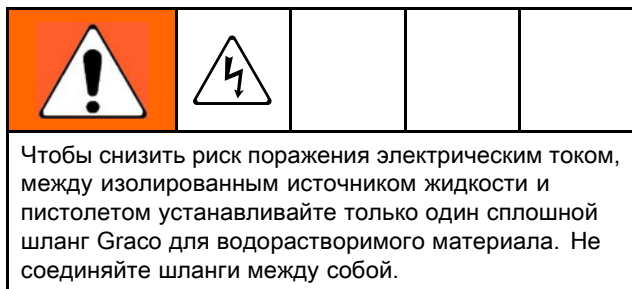 Чтобы снизить риск поражения электрическим током,
между изолированным источником жидкости и
пистолетом устанавливайте только один сплошной
шланг Graco для водорастворимого материала. Не
соединяйте шланги между собой.